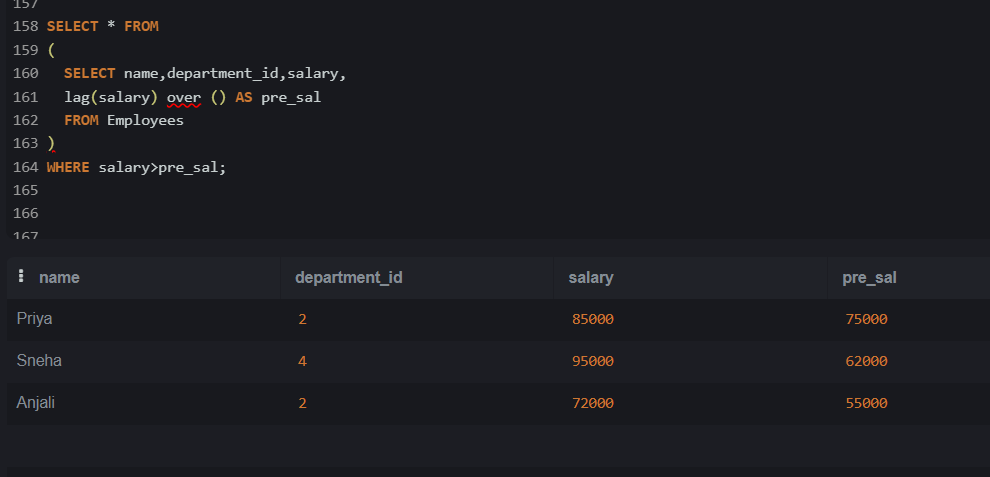 157
158 SELECT * FROM
159 (
160 SELECT name,department_id,salary,
161 lag(salary) over () AS pre_sal
162 FROM Employees
163 )
164 WHERE salary>pre_sal;
165
166
167
name department_id salary pre_sal
Priya 2 85000 75000
Sneha 4 95000 62000
Anjali 2 72000 55000